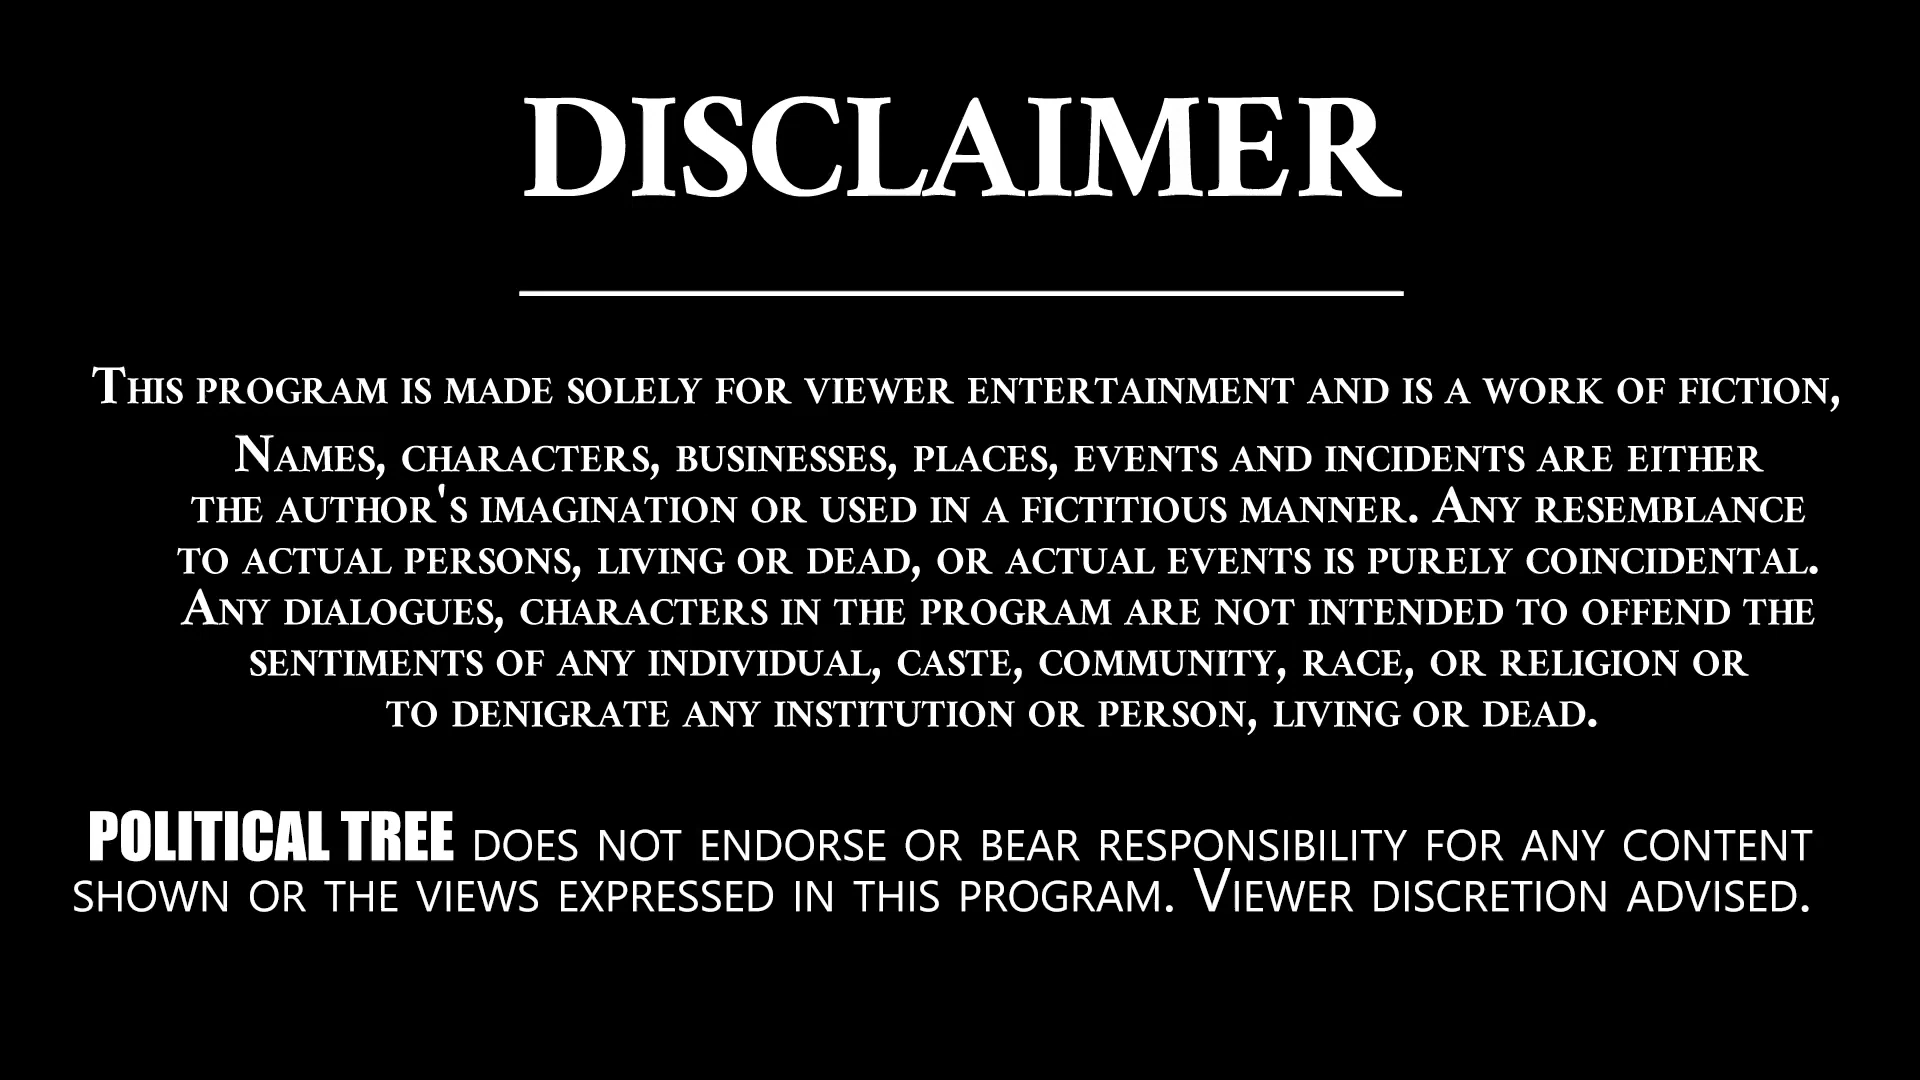 DISCLAIMER
This program is made solely for viewer entertainment and is a work of fiction,
Names, characters, businesses, places, events and incidents are either
the author's imagination or used in a fictitious manner. Any resemblance
to actual persons, living or dead, or actual events is purely coincidental.
Any dialogues, characters in the program are not intended to offend the
sentiments of any individual, caste, community, race, or religion or
to denigrate any institution or person, living or dead.
POLITICAL TREE does not endorse or bear responsibility for any content
shown or the views expressed in this program. Viewer discretion advised.